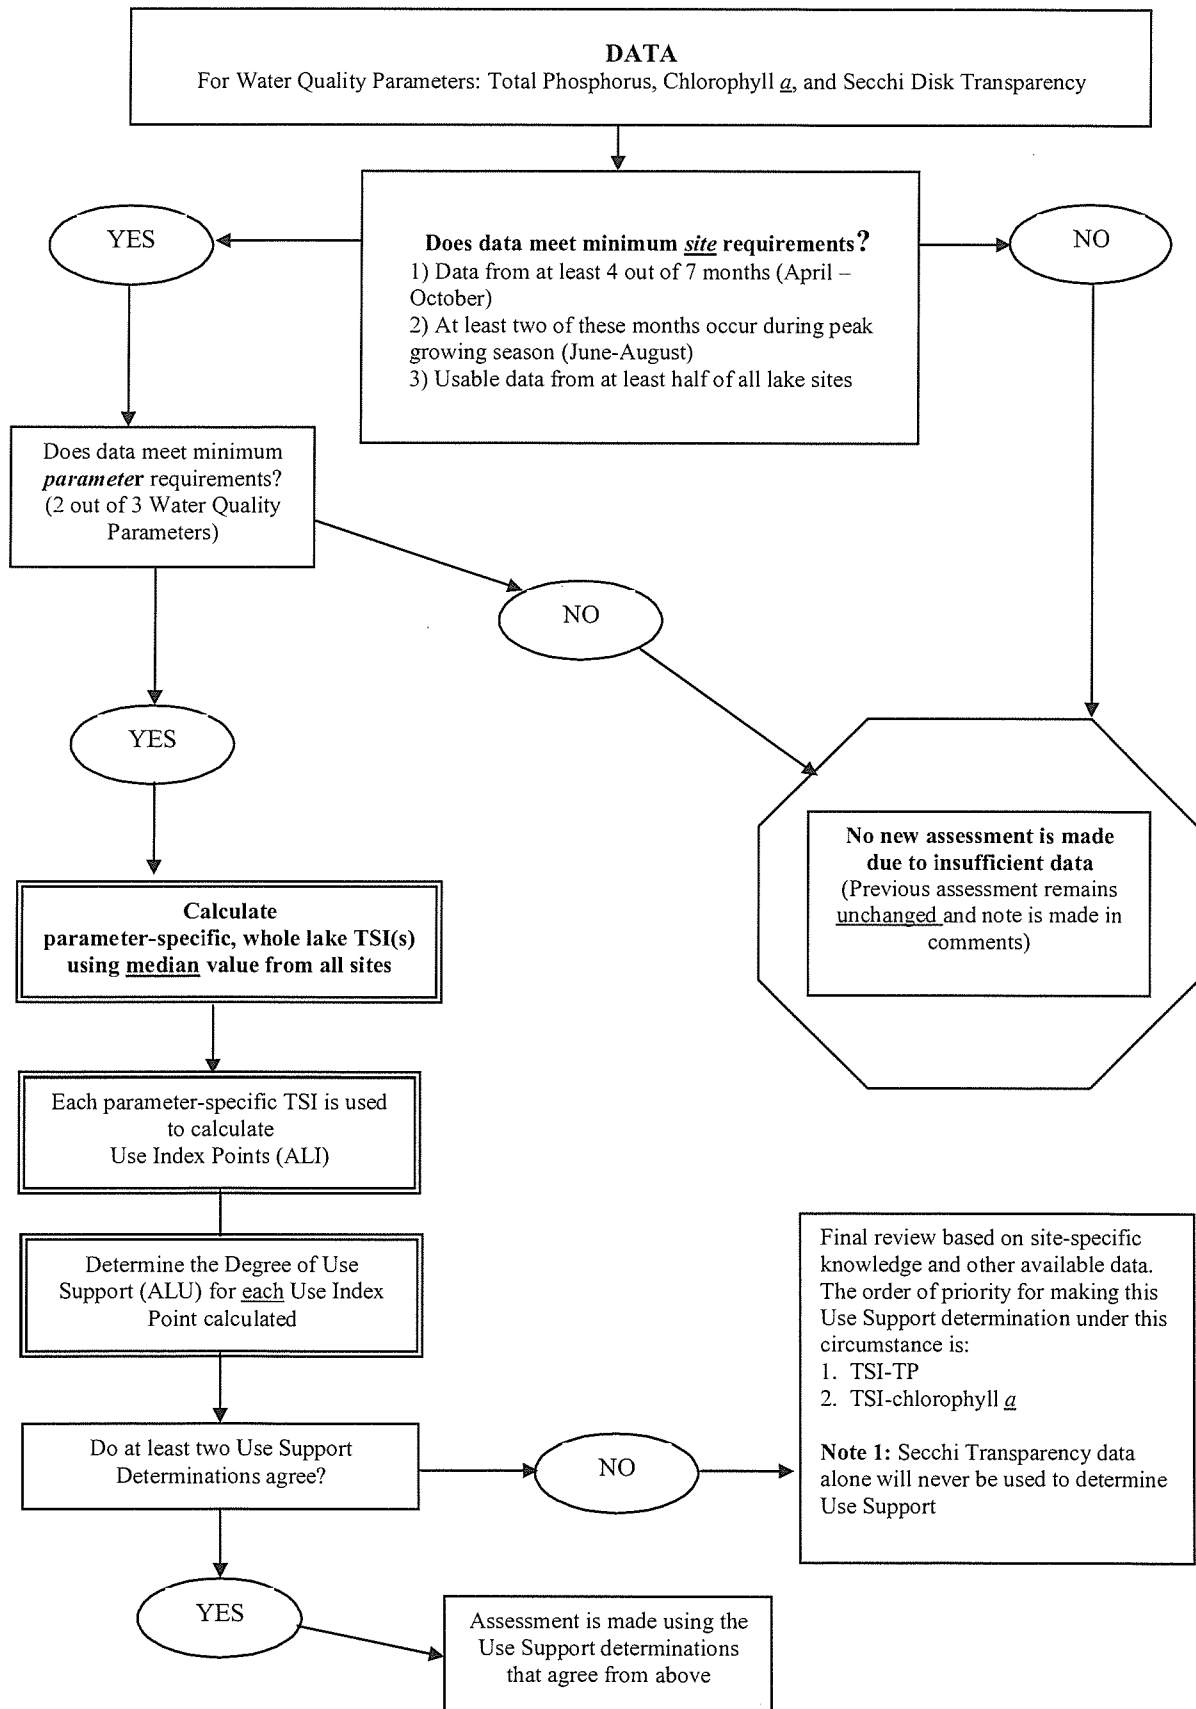 DATA
For Water Quality Parameters: Total Phosphorus, Chlorophyll a, and Secchi Disk Transparency
YES
Does data meet minimum site requirements?
1) Data from at least 4 out of 7 months (April –
October)
2) At least two of these months occur during peak
growing season (June-August)
3) Usable data from at least half of all lake sites
NO
Does data meet minimum
parameter requirements?
(2 out of 3 Water Quality
Parameters)
NO
YES
No new assessment is made
due to insufficient data
(Previous assessment remains
unchanged and note is made in
comments)
Calculate
parameter-specific, whole lake TSI(s)
using median value from all sites
Each parameter-specific TSI is used
to calculate
Use Index Points (ALI)
Determine the Degree of Use
Support (ALU) for each Use Index
Point calculated
Do at least two Use Support
Determinations agree?
NO
Final review based on site-specific
knowledge and other available data.
The order of priority for making this
Use Support determination under this
circumstance is:
1. TSI-TP
2. TSI-chlorophyll a
Note 1: Secchi Transparency data
alone will never be used to determine
Use Support
YES
Assessment is made using the
Use Support determinations
that agree from above